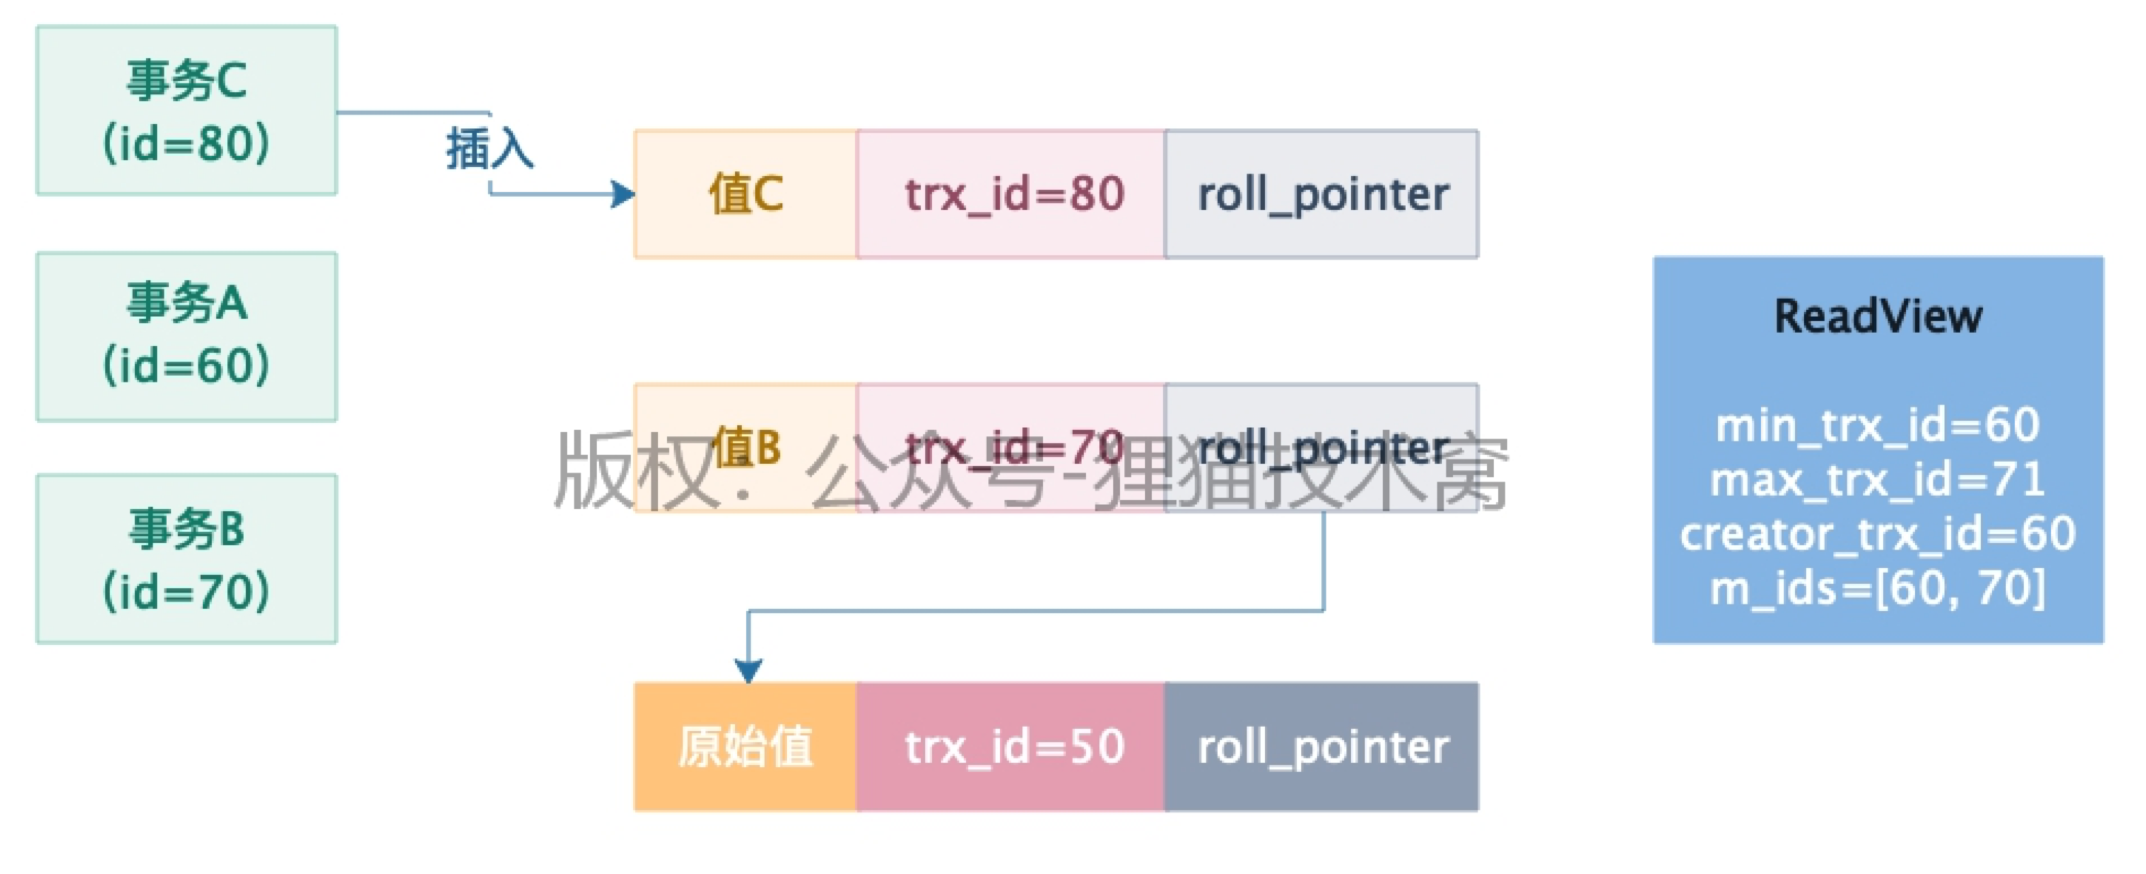 事务C
(id=80)
插入
值C
trx_id=80
roll_pointer
事务A
(id=60)
事务B
(id=70)
值B
trx_id=70
roll_pointer
版权：公众号-狸猫技术窝
原始值
trx_id=50
roll_pointer
ReadView
min_trx_id=60
max_trx_id=71
creator_trx_id=60
m_ids=[60, 70]